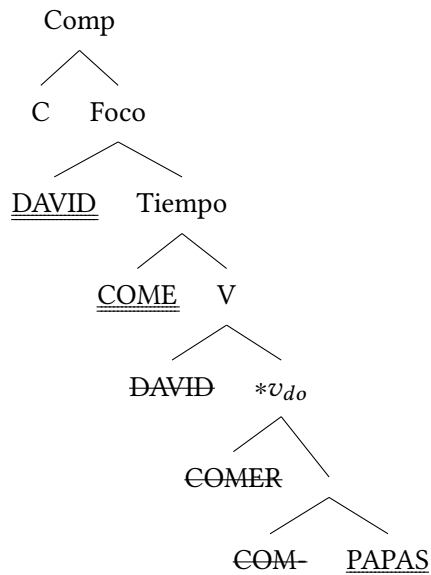 Comp
C Foco
DAVID Tiempo
COME V
DAVID *v_do
COMER
COM- PAPAS